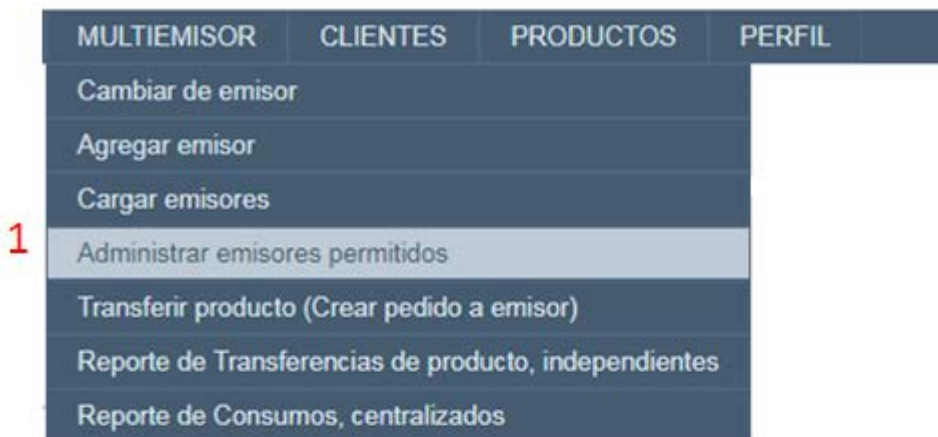 MULTIEMISOR CLIENTES PRODUCTOS PERFIL
Cambiar de emisor
Agregar emisor
Cargar emisores
1 Administrar emisores permitidos
Transferir producto (Crear pedido a emisor)
Reporte de Transferencias de producto, independientes
Reporte de Consumos, centralizados